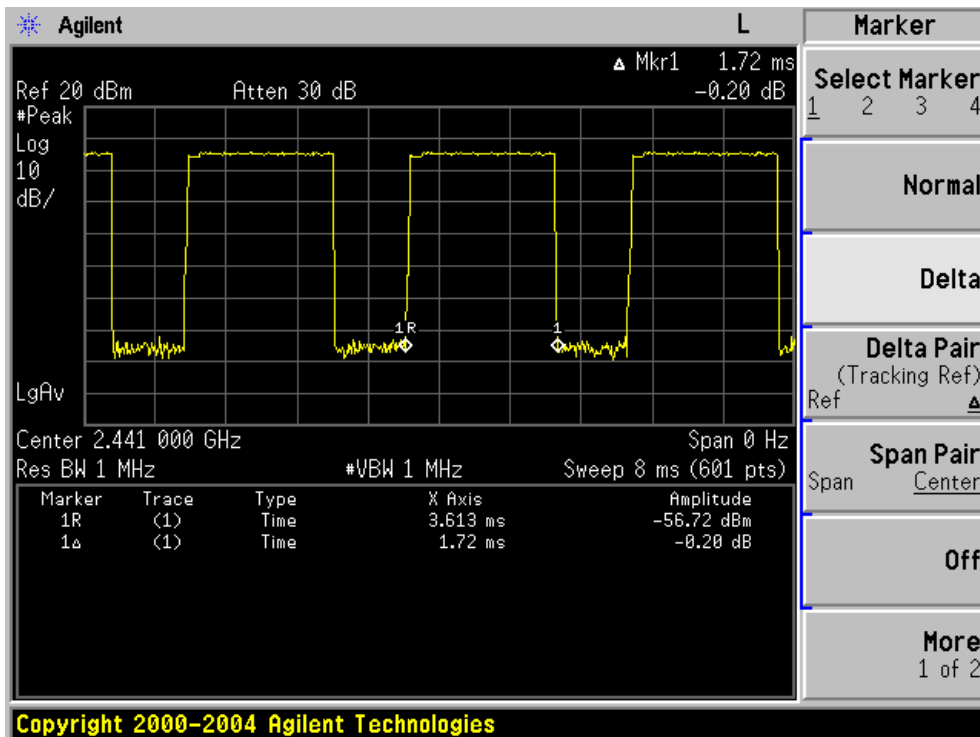 Agilent L
Δ Mkr1 1.72 ms
Ref 20 dBm Atten 30 dB -0.20 dB
#Peak
Log
10
dB/
1R 1
LgAv
Center 2.441 000 GHz Span 0 Hz
Res BW 1 MHz #VBW 1 MHz Sweep 8 ms (601 pts)
Marker Trace Type X Axis Amplitude
1R (1) Time 3.613 ms -56.72 dBm
1Δ (1) Time 1.72 ms -0.20 dB
Marker
Select Marker
1 2 3 4
Normal
Delta
Delta Pair
(Tracking Ref)
Ref Δ
Span Pair
Span Center
Off
More
1 of 2
Copyright 2000-2004 Agilent Technologies